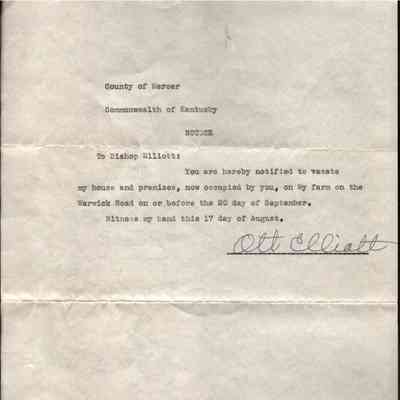 County of Mercer
Commonwealth of Kentucky
NOTICE
To Bishop Elliott:
You are hereby notified to vacate
my house and premises, now occupied by you, on my farm on the
Warwick Road on or before the 20 day of September.
Witness my hand this 17 day of August.
Ott Elliott